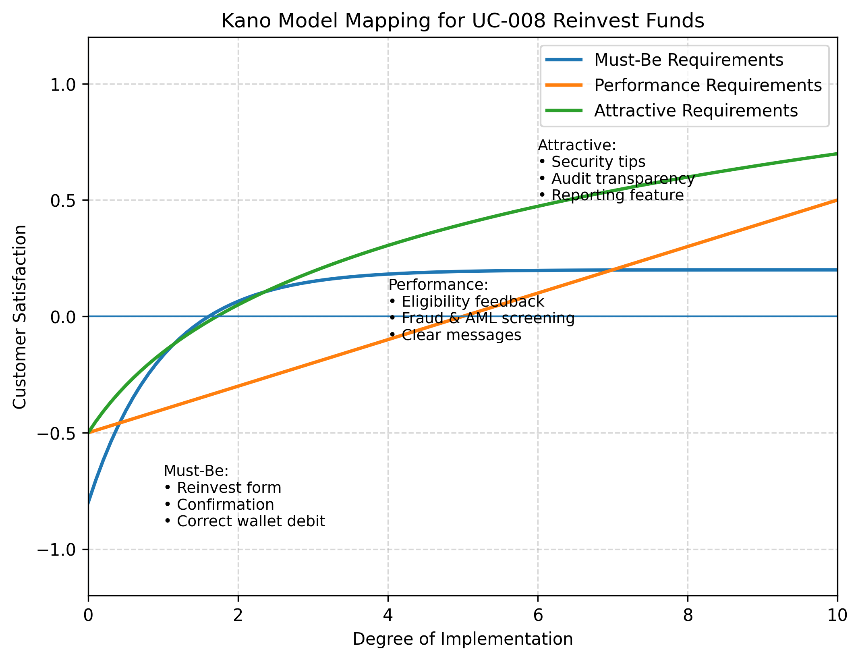 Kano Model Mapping for UC-008 Reinvest Funds
Must-Be Requirements
Performance Requirements
Attractive Requirements
Attractive:
• Security tips
• Audit transparency
• Reporting feature
Performance:
• Eligibility feedback
• Fraud & AML screening
• Clear messages
Must-Be:
• Reinvest form
• Confirmation
• Correct wallet debit
Customer Satisfaction
1.0
0.5
0.0
−0.5
−1.0
0 2 4 6 8 10
Degree of Implementation